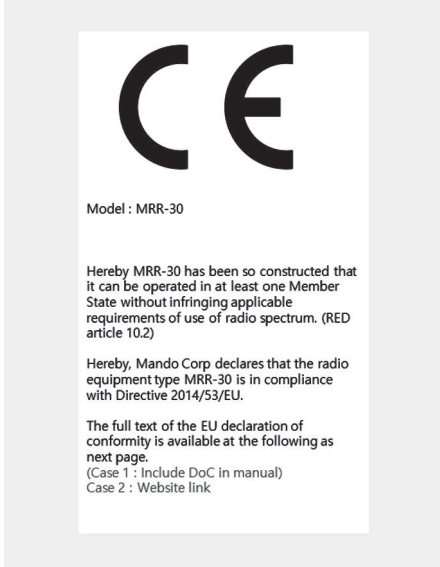 CE
Model : MRR-30
Hereby MRR-30 has been so constructed that
it can be operated in at least one Member
State without infringing applicable
requirements of use of radio spectrum. (RED
article 10.2)
Hereby, Mando Corp declares that the radio
equipment type MRR-30 is in compliance
with Directive 2014/53/EU.
The full text of the EU declaration of
conformity is available at the following as
next page.
(Case 1 : Include DoC in manual)
Case 2 : Website link